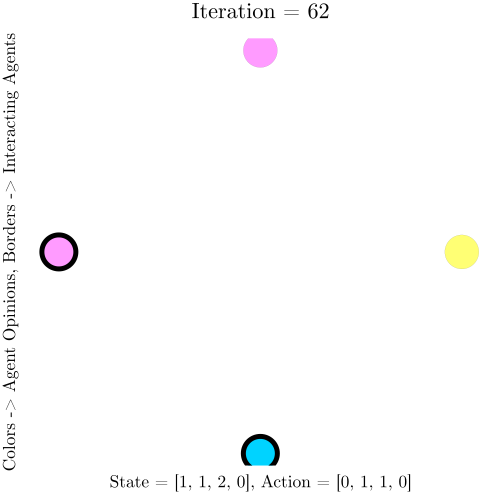 Iteration = 62
Colors -> Agent Opinions, Borders -> Interacting Agents
State = [1, 1, 2, 0], Action = [0, 1, 1, 0]